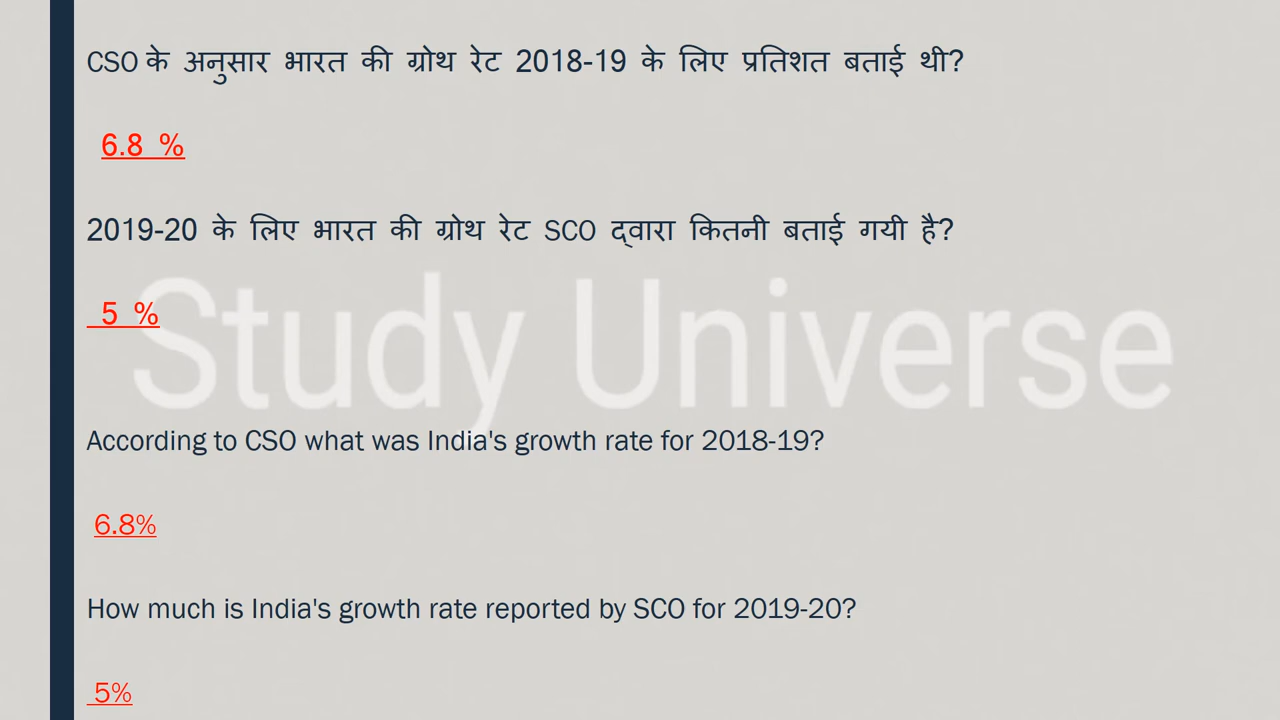 CSO के अनुसार भारत की ग्रोथ रेट 2018-19 के लिए प्रतिशत बताई थी?
6.8 %
2019-20 के लिए भारत की ग्रोथ रेट SCO द्वारा कितनी बताई गयी है?
5 %
Study Universe
According to CSO what was India's growth rate for 2018-19?
6.8%
How much is India's growth rate reported by SCO for 2019-20?
5%